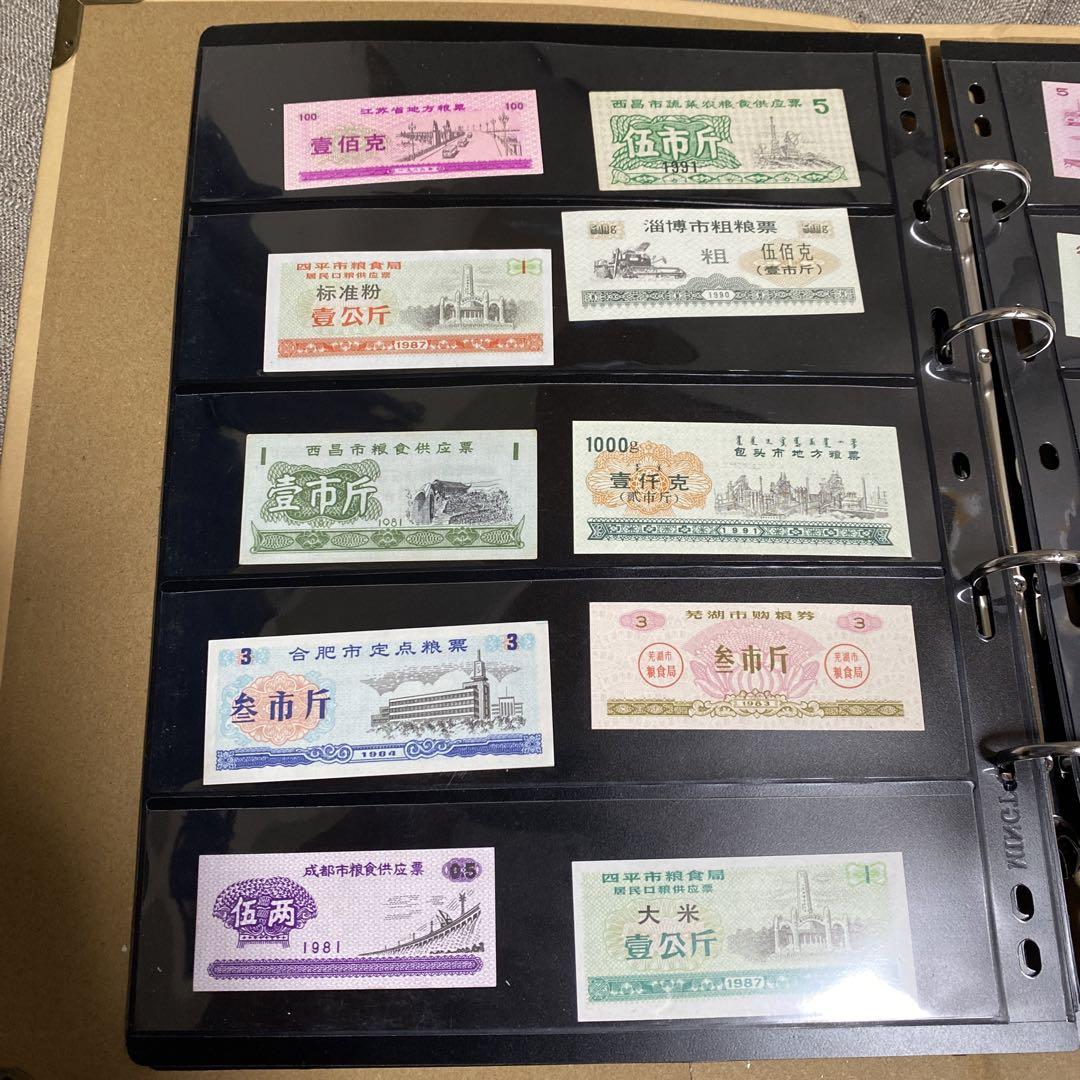 江苏省地方粮票
100 100
壹佰克
西昌市蔬菜农粮食供应票 5
伍市斤
1991
四平市粮食局
居民口粮供应票
1
标准粉
壹公斤
1987
淄博市粗粮票
500g 500g
粗
伍佰克
(壹市斤)
1990
西昌市粮食供应票
1 1
壹市斤
1981
1000g
包头市地方粮票
壹仟克
(贰市斤)
1991
合肥市定点粮票
3 3
叁市斤
1984
芜湖市购粮券
3 3
芜湖市
粮食局
叁市斤
芜湖市
粮食局
1983
成都市粮食供应票 0.5
伍两
1981
四平市粮食局
居民口粮供应票
1
大米
壹公斤
1987
5